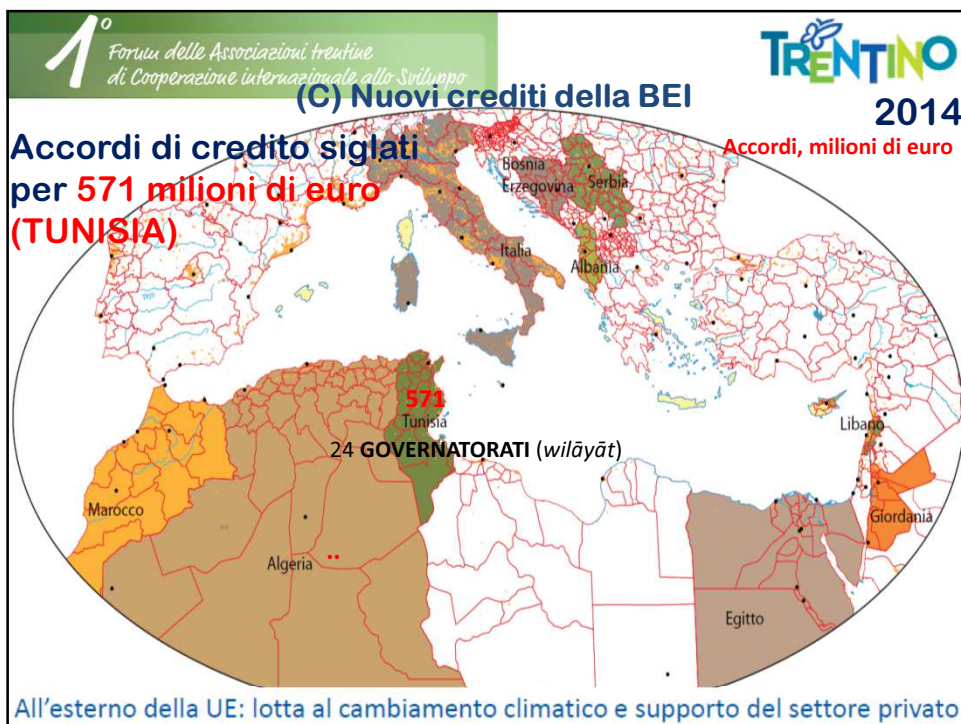 1°
Forum delle Associazioni trentine
di Cooperazione internazionale allo Sviluppo
TRENTINO
(C) Nuovi crediti della BEI
2014
Accordi di credito siglati
per 571 milioni di euro
(TUNISIA)
Accordi, milioni di euro
Bosnia
Erzegovina
Serbia
Italia
Albania
571
Tunisia
Libano
24 GOVERNATORATI (wilāyāt)
Marocco
Giordania
Algeria
..
Egitto
All'esterno della UE: lotta al cambiamento climatico e supporto del settore privato